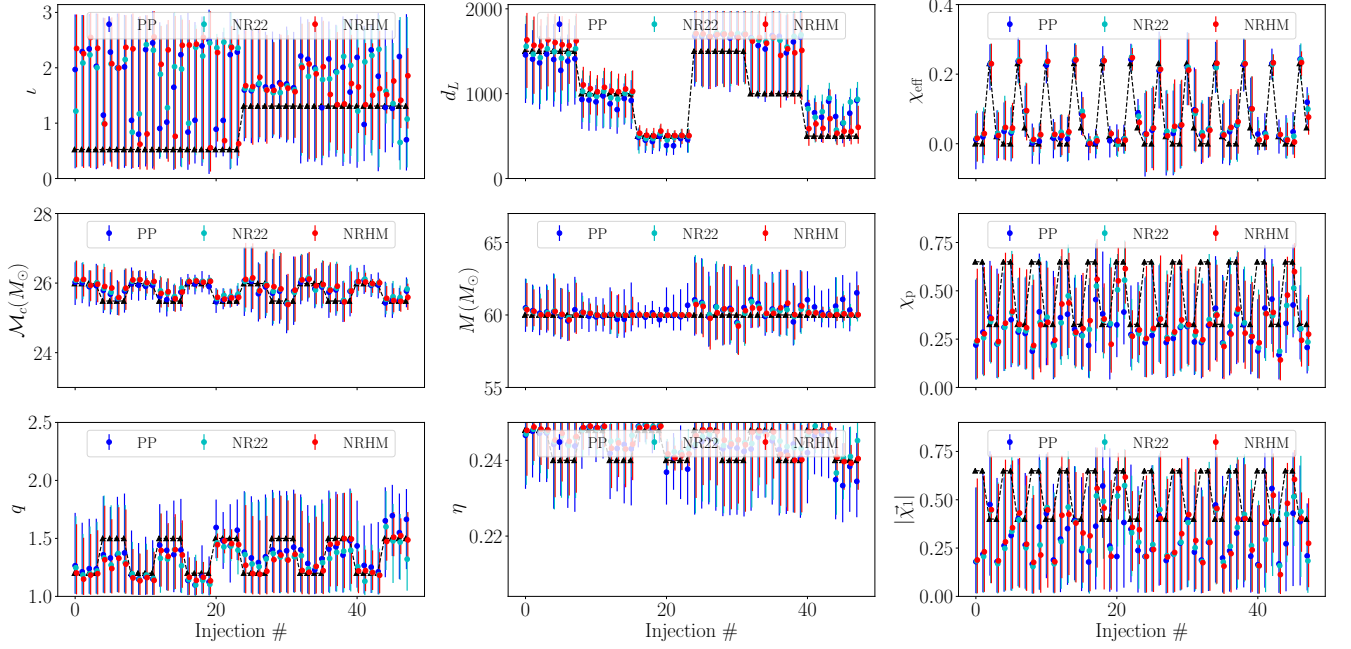 3
2
1
0
ι
PP NR22 NRHM
2000
1000
0
d_L
PP NR22 NRHM
0.4
0.2
0.0
χ_eff
PP NR22 NRHM
28
26
24
ℳ_c(M_⊙)
PP NR22 NRHM
65
60
55
M(M_⊙)
PP NR22 NRHM
0.75
0.50
0.25
0.00
χ_p
PP NR22 NRHM
2.5
2.0
1.5
1.0
q
PP NR22 NRHM
0 20 40
Injection #
0.24
0.22
η
PP NR22 NRHM
0 20 40
Injection #
0.75
0.50
0.25
0.00
|χ⃗_1|
PP NR22 NRHM
0 20 40
Injection #